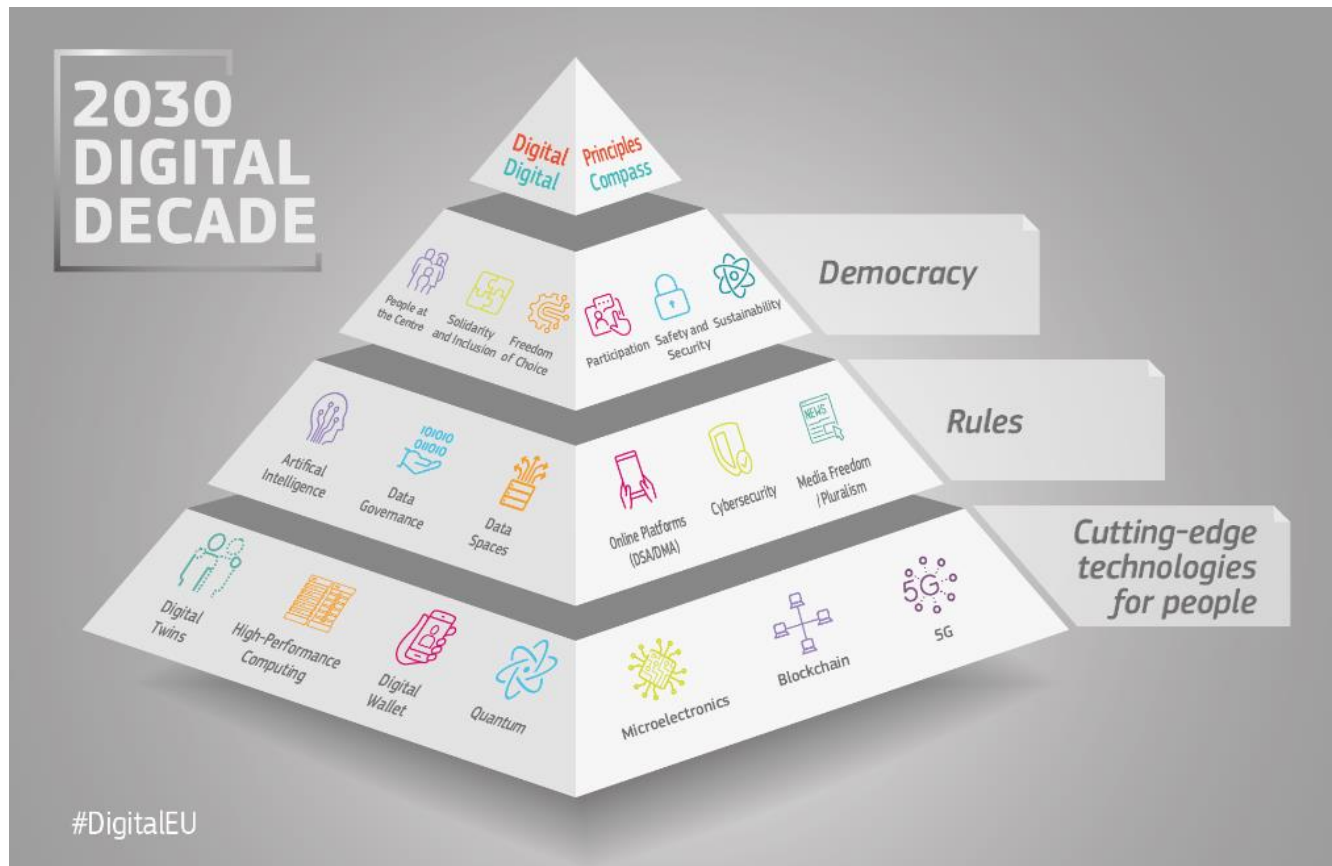 2030
DIGITAL
DECADE
Digital Principles
Digital Compass
People at
the Centre
Solidarity
and Inclusion
Freedom
of Choice
Participation
Safety and
Security
Sustainability
Democracy
Artifical
Intelligence
101010
011010
Data
Governance
Data
Spaces
Online Platforms
(DSA/DMA)
Cybersecurity
NEWS
Media Freedom
/Pluralism
Rules
Digital
Twins
High-Performance
Computing
Digital
Wallet
Quantum
Microelectronics
Blockchain
5G
5G
Cutting-edge
technologies
for people
#DigitalEU